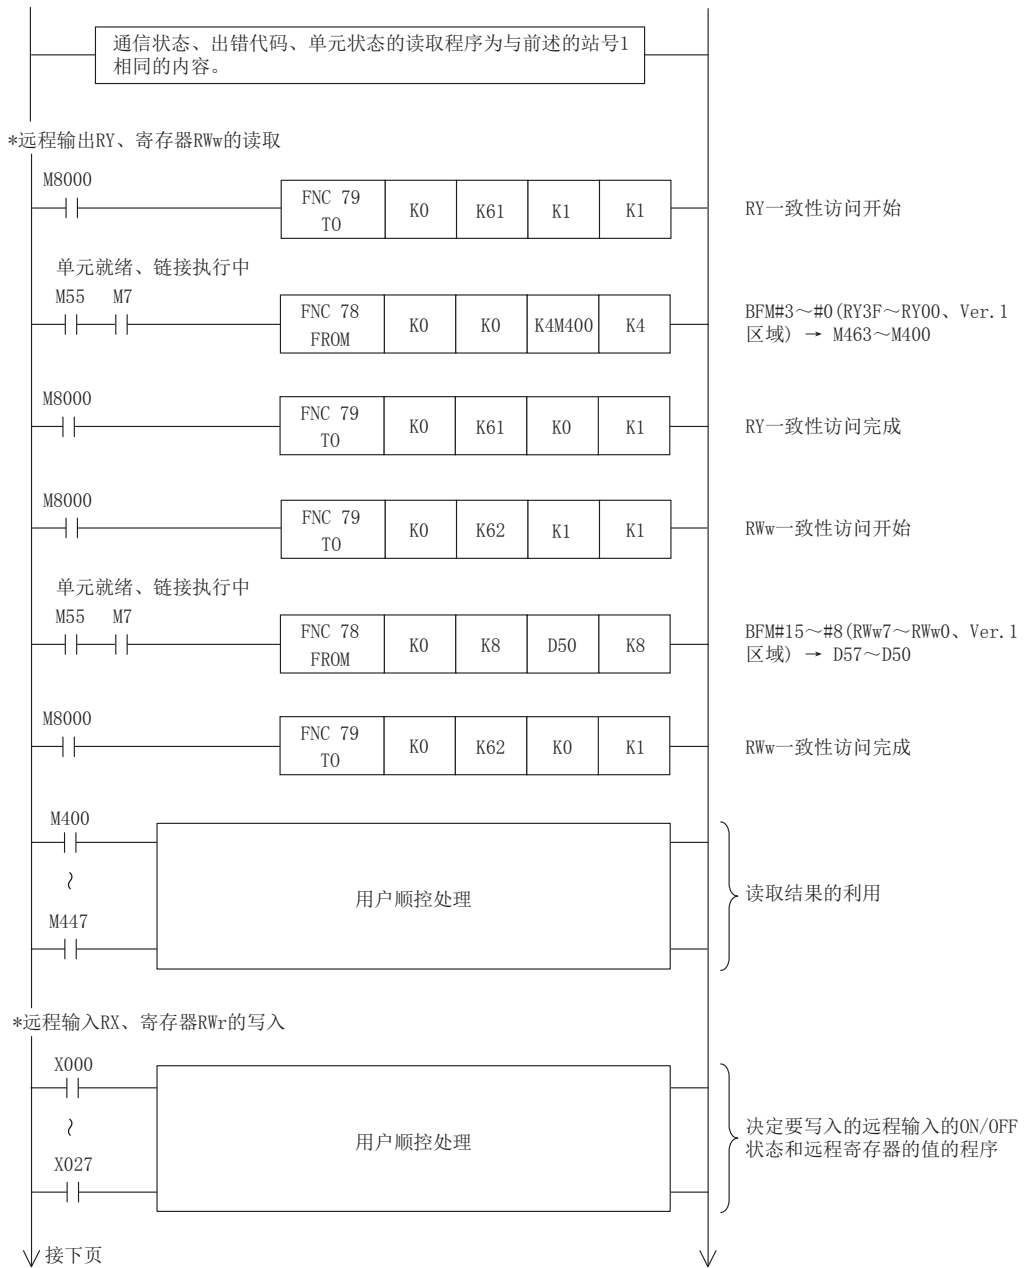 通信状态、出错代码、单元状态的读取程序为与前述的站号1
相同的内容。
*远程输出RY、寄存器RWw的读取
M8000
FNC 79
TO
K0
K61
K1
K1
RY一致性访问开始
单元就绪、链接执行中
M55 M7
FNC 78
FROM
K0
K0
K4M400
K4
BFM#3～#0(RY3F～RY00、Ver.1
区域) → M463～M400
M8000
FNC 79
TO
K0
K61
K0
K1
RY一致性访问完成
M8000
FNC 79
TO
K0
K62
K1
K1
RWw一致性访问开始
单元就绪、链接执行中
M55 M7
FNC 78
FROM
K0
K8
D50
K8
BFM#15～#8(RWw7～RWw0、Ver.1
区域) → D57～D50
M8000
FNC 79
TO
K0
K62
K0
K1
RWw一致性访问完成
M400
～
M447
用户顺控处理
读取结果的利用
*远程输入RX、寄存器RWr的写入
X000
～
X027
用户顺控处理
决定要写入的远程输入的ON/OFF
状态和远程寄存器的值的程序
接下页